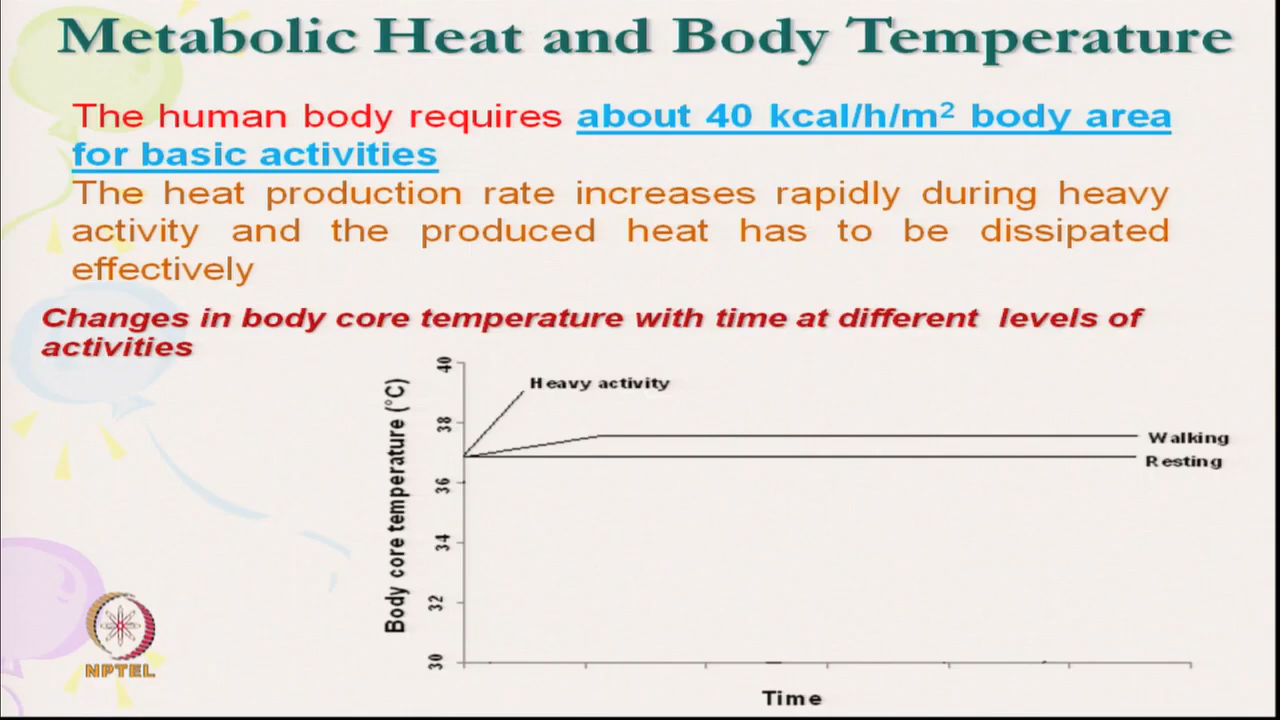 Metabolic Heat and Body Temperature
The human body requires about 40 kcal/h/m² body area
for basic activities
The heat production rate increases rapidly during heavy
activity and the produced heat has to be dissipated
effectively
Changes in body core temperature with time at different levels of
activities
Body core temperature (°C)
40
38
36
34
32
30
Heavy activity
Walking
Resting
Time
NPTEL